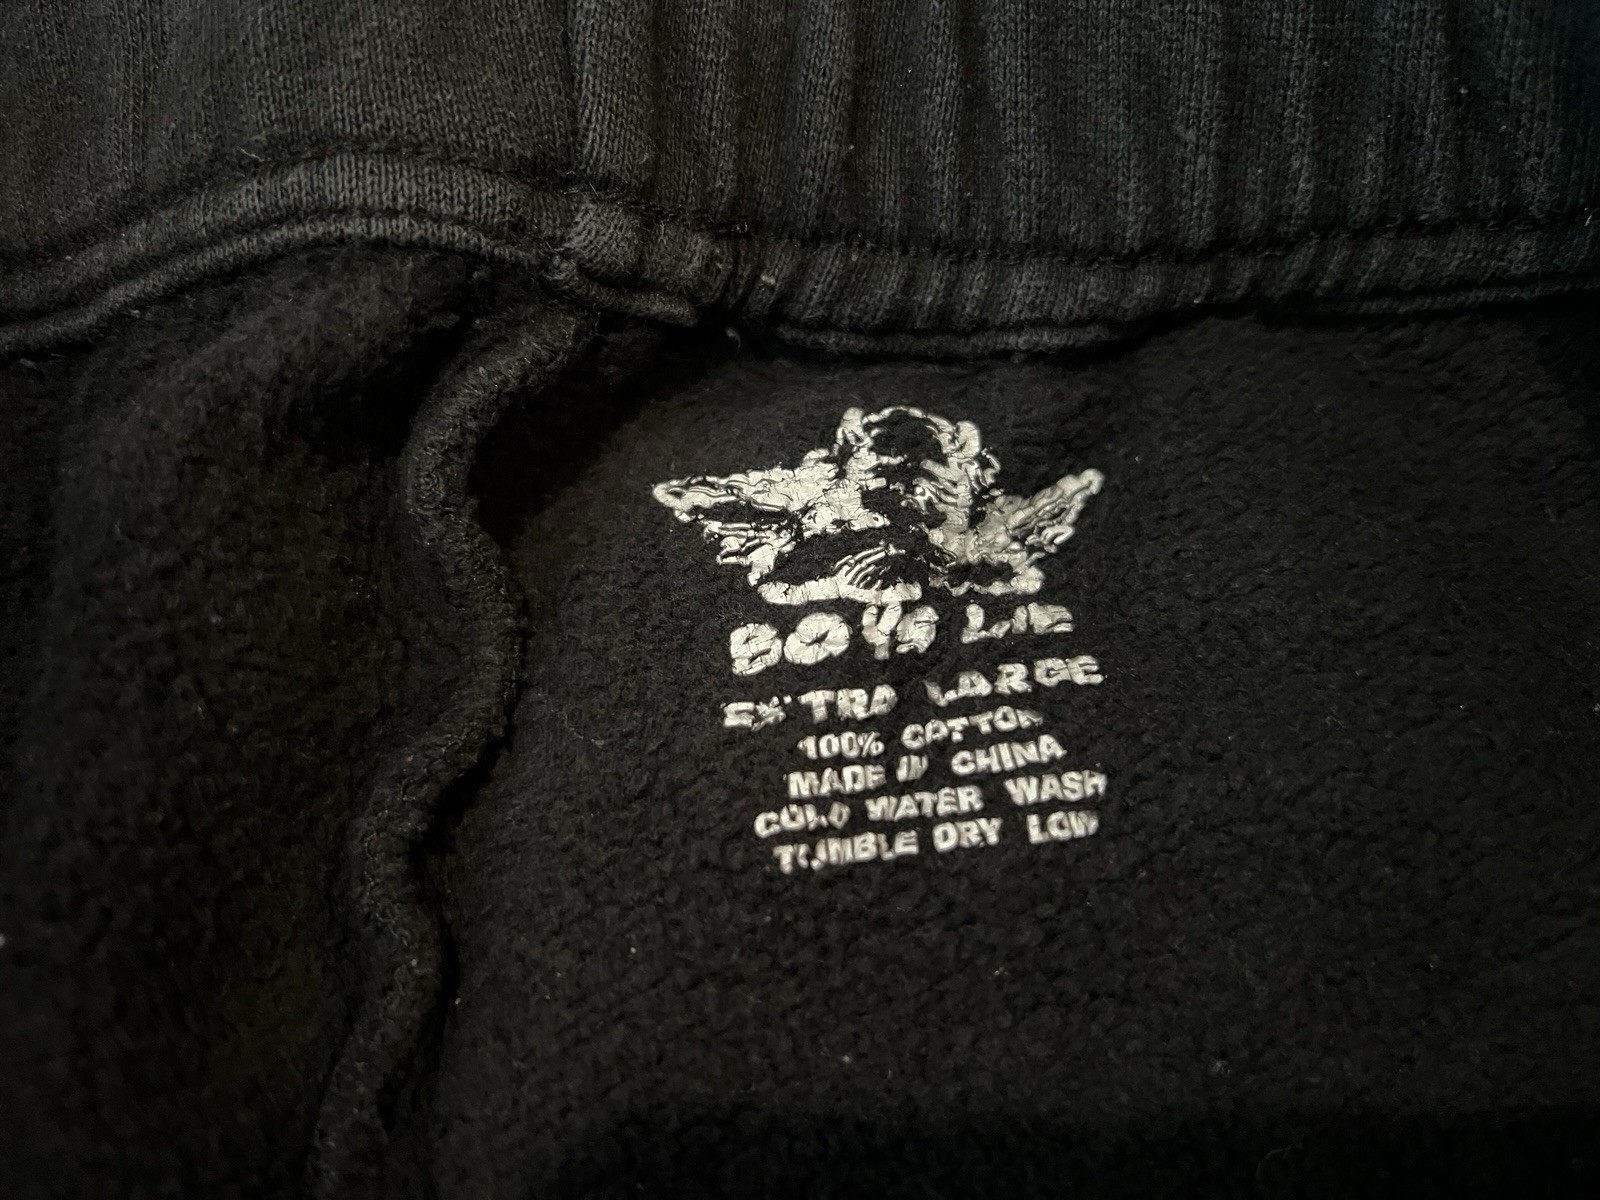 BOYS LIE
EXTRA LARGE
100% COTTON
MADE IN CHINA
COLD WATER WASH
TUMBLE DRY LOW